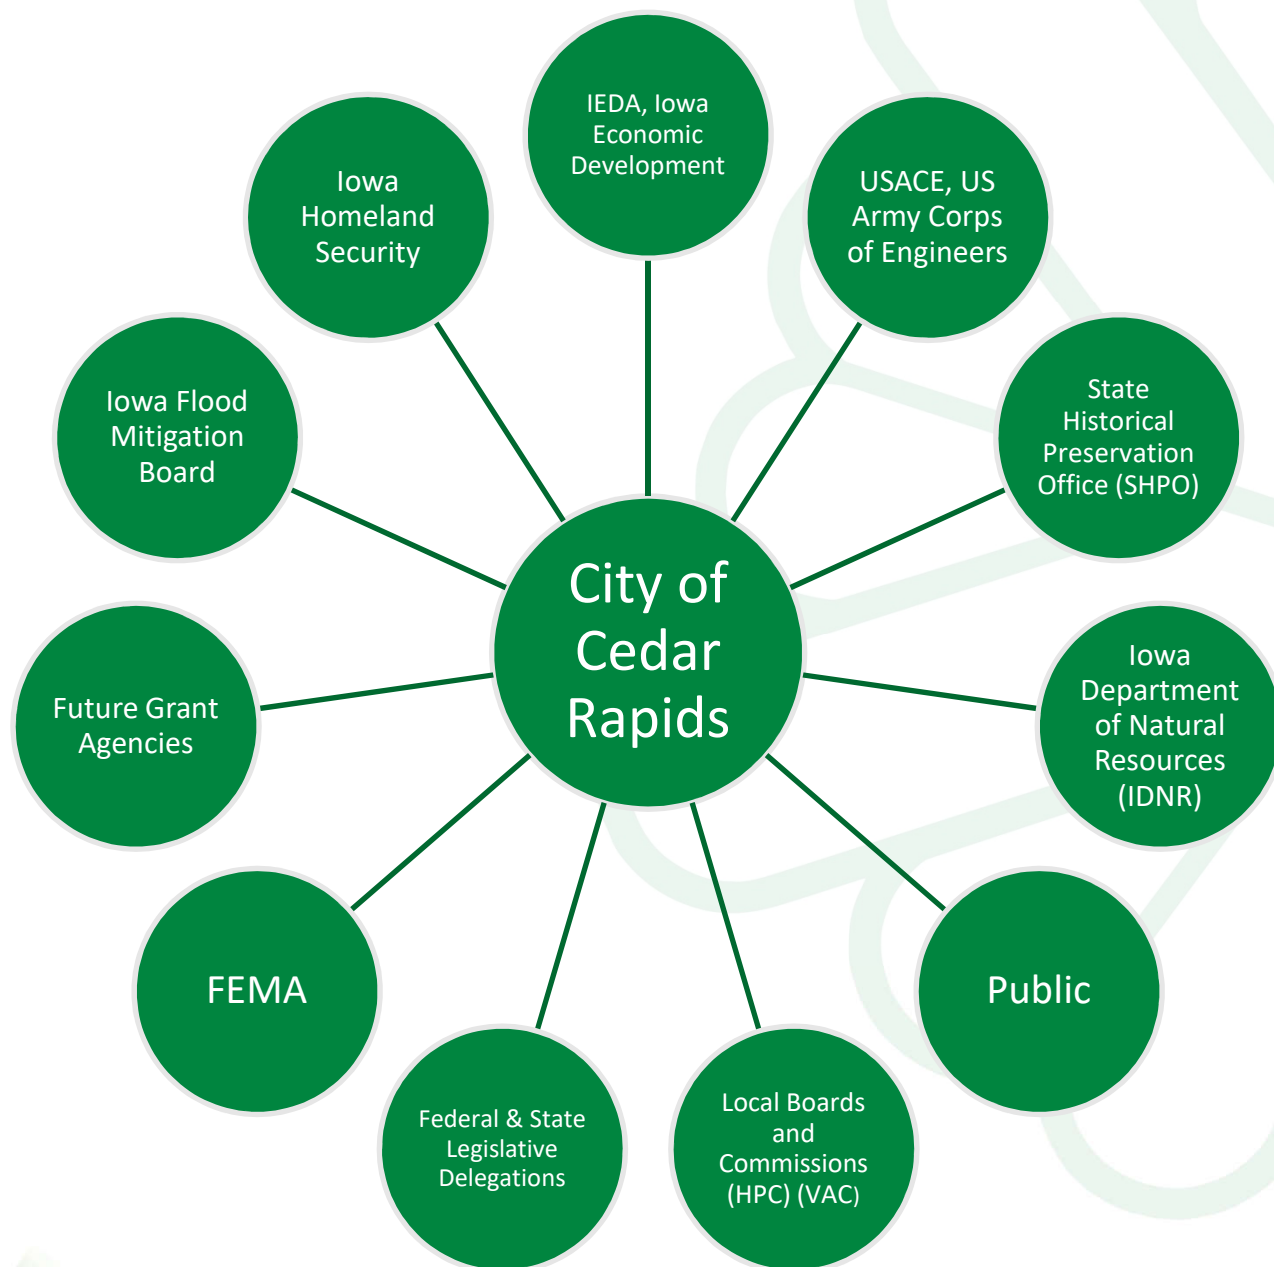 IEDA, Iowa
Economic
Development
USACE, US
Army Corps
of Engineers
State
Historical
Preservation
Office (SHPO)
Iowa
Department
of Natural
Resources
(IDNR)
Public
Local Boards
and
Commissions
(HPC) (VAC)
Federal & State
Legislative
Delegations
FEMA
Future Grant
Agencies
Iowa Flood
Mitigation
Board
Iowa
Homeland
Security
City of
Cedar
Rapids